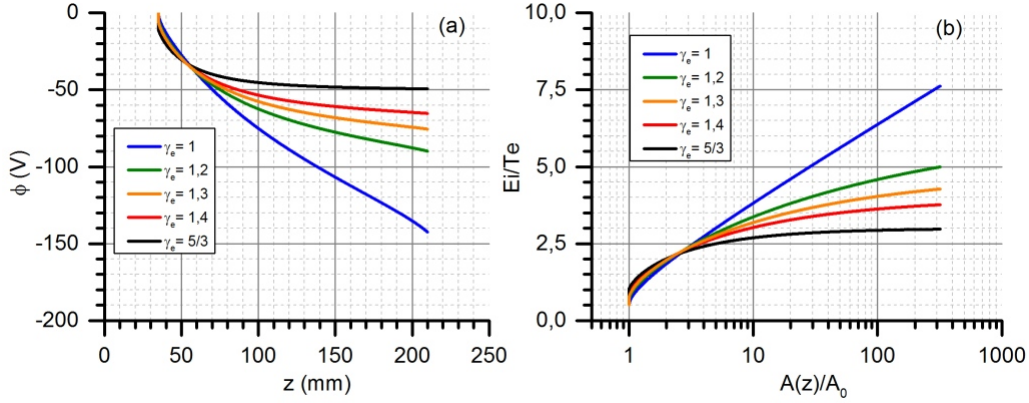 (a)
0
-50
-100
-150
-200
ϕ (V)
γe = 1
γe = 1,2
γe = 1,3
γe = 1,4
γe = 5/3
0 50 100 150 200 250
z (mm)
(b)
10,0
7,5
5,0
2,5
0,0
Ei/Te
γe = 1
γe = 1,2
γe = 1,3
γe = 1,4
γe = 5/3
1 10 100 1000
A(z)/A0